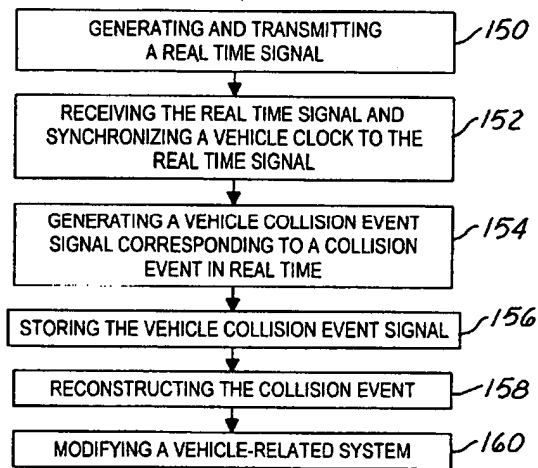 GENERATING AND TRANSMITTING
A REAL TIME SIGNAL
150
RECEIVING THE REAL TIME SIGNAL AND
SYNCHRONIZING A VEHICLE CLOCK TO THE
REAL TIME SIGNAL
152
GENERATING A VEHICLE COLLISION EVENT
SIGNAL CORRESPONDING TO A COLLISION
EVENT IN REAL TIME
154
STORING THE VEHICLE COLLISION EVENT SIGNAL
156
RECONSTRUCTING THE COLLISION EVENT
158
MODIFYING A VEHICLE-RELATED SYSTEM
160